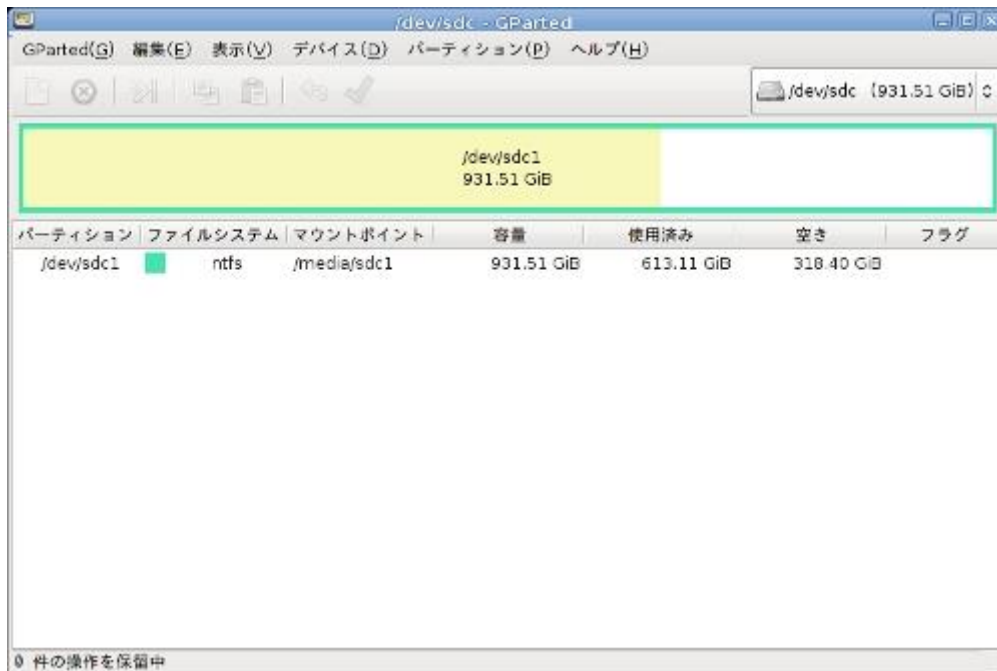 /dev/sdc - GParted
GParted(G) 編集(E) 表示(V) デバイス(D) パーティション(P) ヘルプ(H)
/dev/sdc (931.51 GiB)
/dev/sdc1
931.51 GiB
パーティション ファイルシステム マウントポイント 容量 使用済み 空き フラグ
/dev/sdc1 ntfs /media/sdc1 931.51 GiB 613.11 GiB 318.40 GiB
0 件の操作を保留中